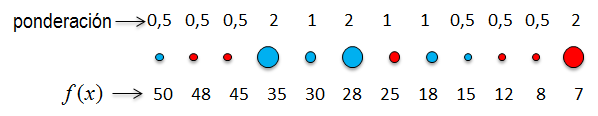 ponderación → 0,5 0,5 0,5 2 1 2 1 1 0,5 0,5 0,5 2
f(x) → 50 48 45 35 30 28 25 18 15 12 8 7